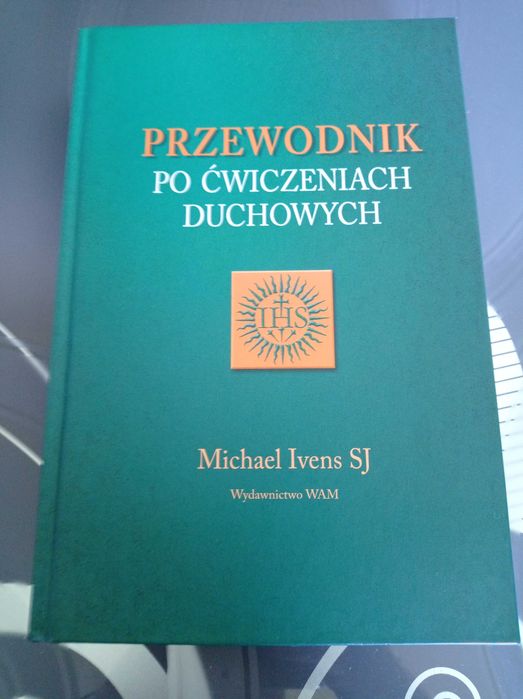 PRZEWODNIK
PO ĆWICZENIACH
DUCHOWYCH
IHS
Michael Ivens SJ
Wydawnictwo WAM